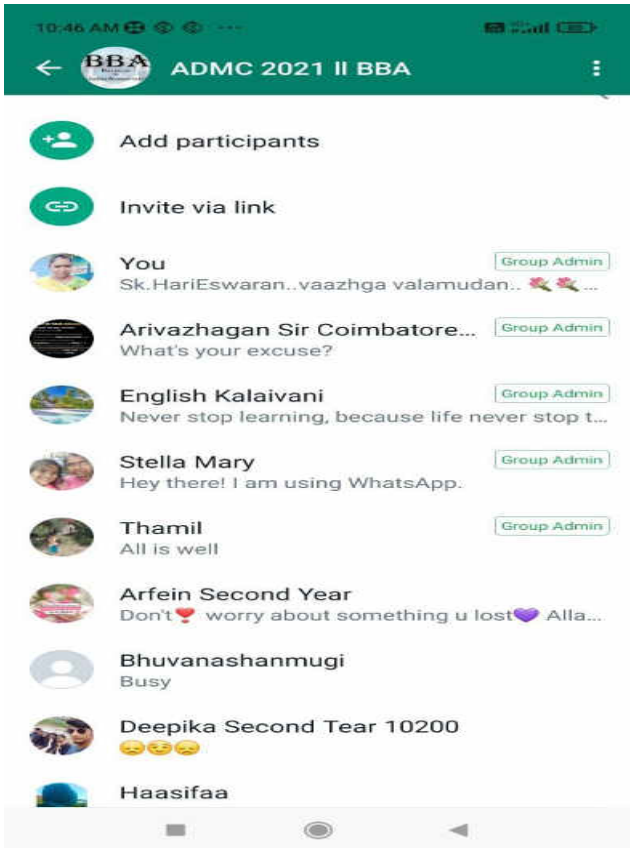 10:46 AM
BBA
ADMC 2021 II BBA
Add participants
Invite via link
You
Group Admin
Sk.HariEswaran..vaazhga valamudan.. 💐💐...
Arivazhagan Sir Coimbatore...
Group Admin
What's your excuse?
English Kalaivani
Group Admin
Never stop learning, because life never stop t...
Stella Mary
Group Admin
Hey there! I am using WhatsApp.
Thamil
Group Admin
All is well
Arfein Second Year
Don't❣️ worry about something u lost💜 Alla...
Bhuvanashanmugi
Busy
Deepika Second Tear 10200
😞😒😞
Haasifaa